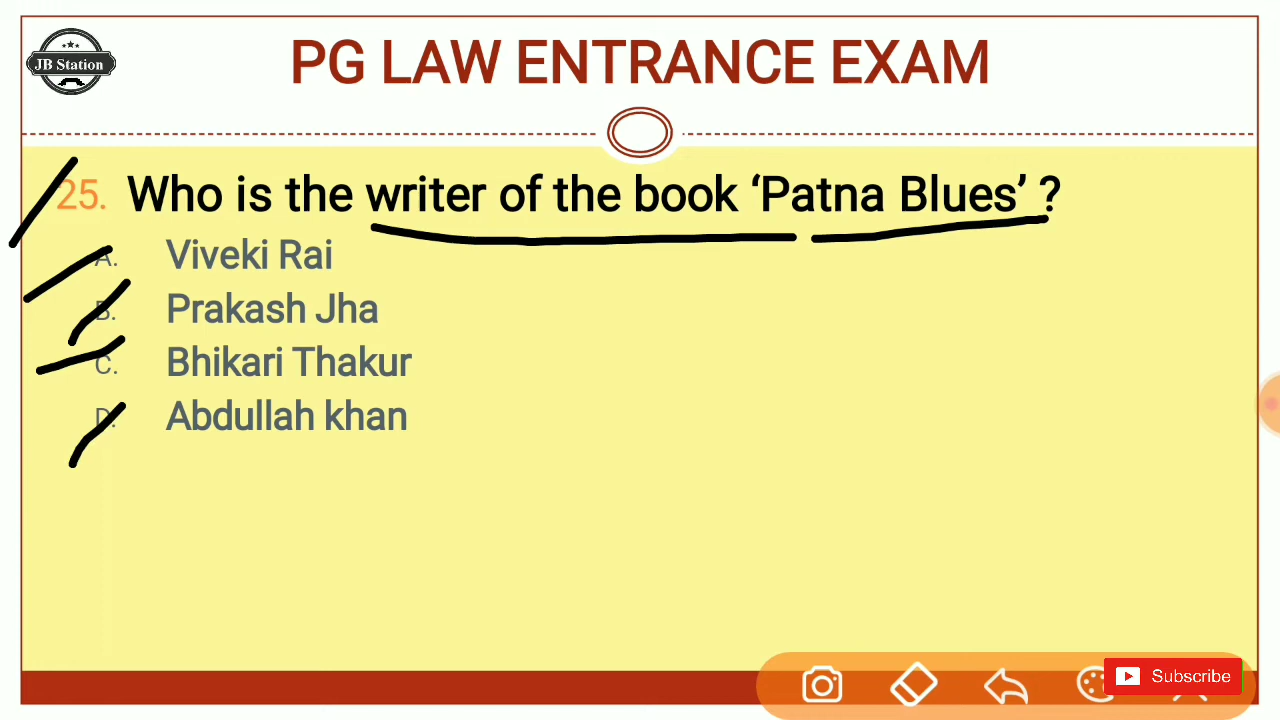 JB Station
PG LAW ENTRANCE EXAM
25. Who is the writer of the book ‘Patna Blues’ ?
A. Viveki Rai
B. Prakash Jha
C. Bhikari Thakur
D. Abdullah khan
Subscribe